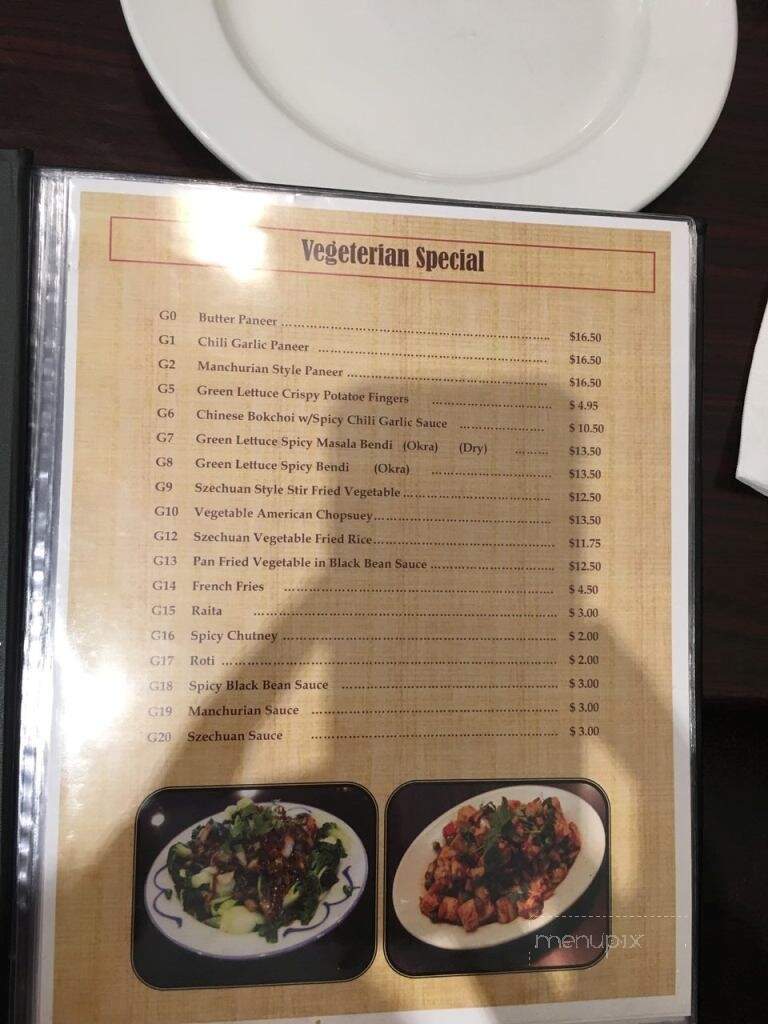 Vegeterian Special
G0 Butter Paneer ........................ $16.50
G1 Chili Garlic Paneer ........................ $16.50
G2 Manchurian Style Paneer ........................ $16.50
G5 Green Lettuce Crispy Potatoe Fingers ........................ $ 4.95
G6 Chinese Bokchoi w/Spicy Chili Garlic Sauce ........................ $ 10.50
G7 Green Lettuce Spicy Masala Bendi (Okra) (Dry) ......... $13.50
G8 Green Lettuce Spicy Bendi (Okra) ........................ $13.50
G9 Szechuan Style Stir Fried Vegetable ........................ $12.50
G10 Vegetable American Chopsuey ........................ $13.50
G12 Szechuan Vegetable Fried Rice ........................ $11.75
G13 Pan Fried Vegetable in Black Bean Sauce ........................ $12.50
G14 French Fries ........................ $ 4.50
G15 Raita ........................ $ 3.00
G16 Spicy Chutney ........................ $ 2.00
G17 Roti ........................ $ 2.00
G18 Spicy Black Bean Sauce ........................ $ 3.00
G19 Manchurian Sauce ........................ $ 3.00
G20 Szechuan Sauce ........................ $ 3.00
menupix